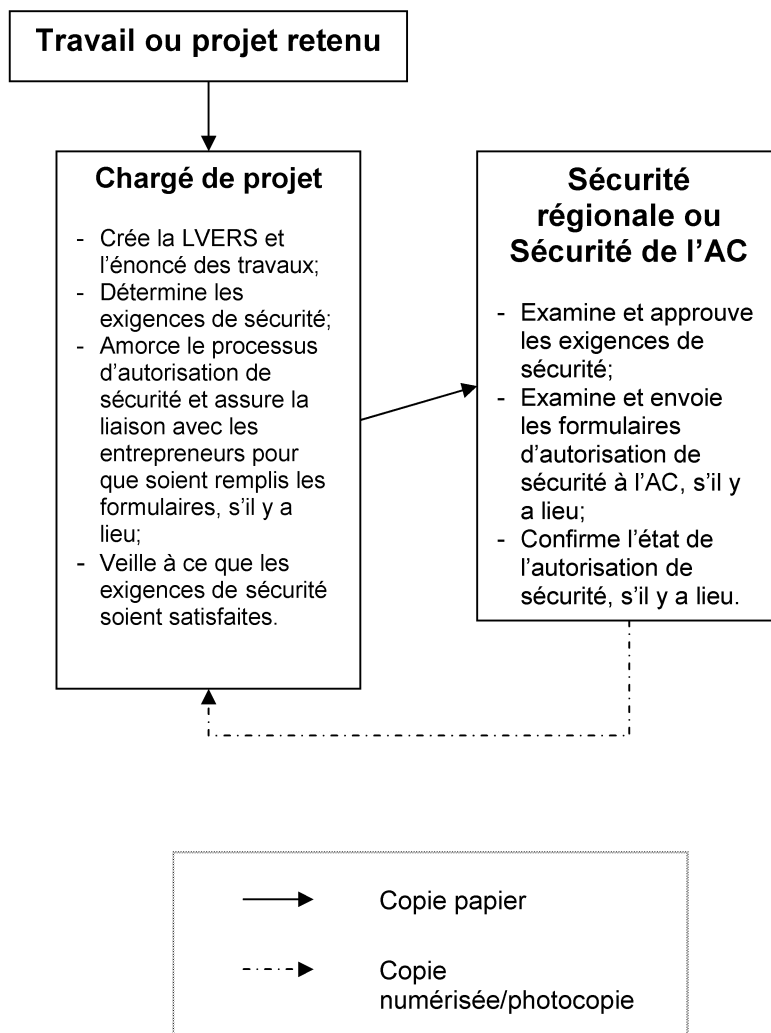 Travail ou projet retenu
Chargé de projet
- Crée la LVERS et
l'énoncé des travaux;
- Détermine les
exigences de sécurité;
- Amorce le processus
d'autorisation de
sécurité et assure la
liaison avec les
entrepreneurs pour
que soient remplis les
formulaires, s'il y a
lieu;
- Veille à ce que les
exigences de sécurité
soient satisfaites.
Sécurité
régionale ou
Sécurité de l'AC
- Examine et approuve
les exigences de
sécurité;
- Examine et envoie
les formulaires
d'autorisation de
sécurité à l'AC, s'il y
a lieu;
- Confirme l'état de
l'autorisation de
sécurité, s'il y a lieu.
Copie papier
Copie
numérisée/photocopie